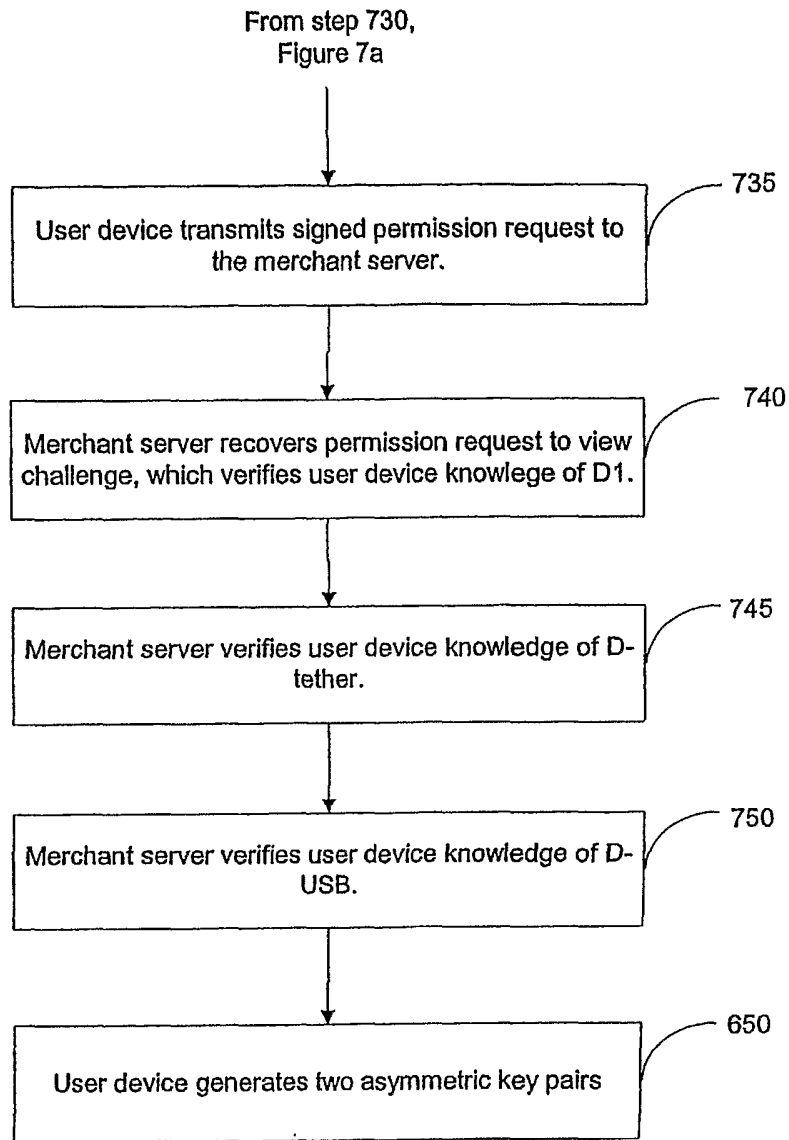 From step 730,
Figure 7a
735
User device transmits signed permission request to
the merchant server.
740
Merchant server recovers permission request to view
challenge, which verifies user device knowlege of D1.
745
Merchant server verifies user device knowledge of D-
tether.
750
Merchant server verifies user device knowledge of D-
USB.
650
User device generates two asymmetric key pairs